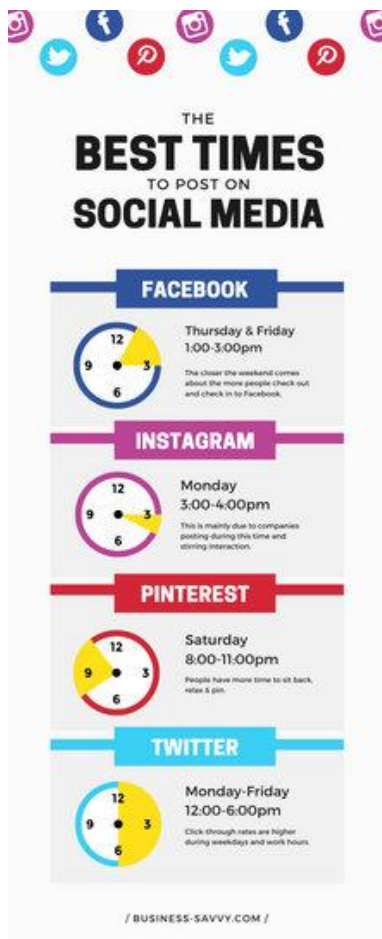 THE
BEST TIMES
TO POST ON
SOCIAL MEDIA
FACEBOOK
12
3
6
9
Thursday & Friday
1:00-3:00pm
The closer the weekend comes
about the more people check out
and check in to Facebook.
INSTAGRAM
12
3
6
9
Monday
3:00-4:00pm
This is mainly due to companies
posting during this time and
stirring interaction.
PINTEREST
12
3
6
9
Saturday
8:00-11:00pm
People have more time to sit back,
relax & pin.
TWITTER
12
3
6
9
Monday-Friday
12:00-6:00pm
Click-through rates are higher
during weekdays and work hours.
/ BUSINESS-SAVVY.COM /